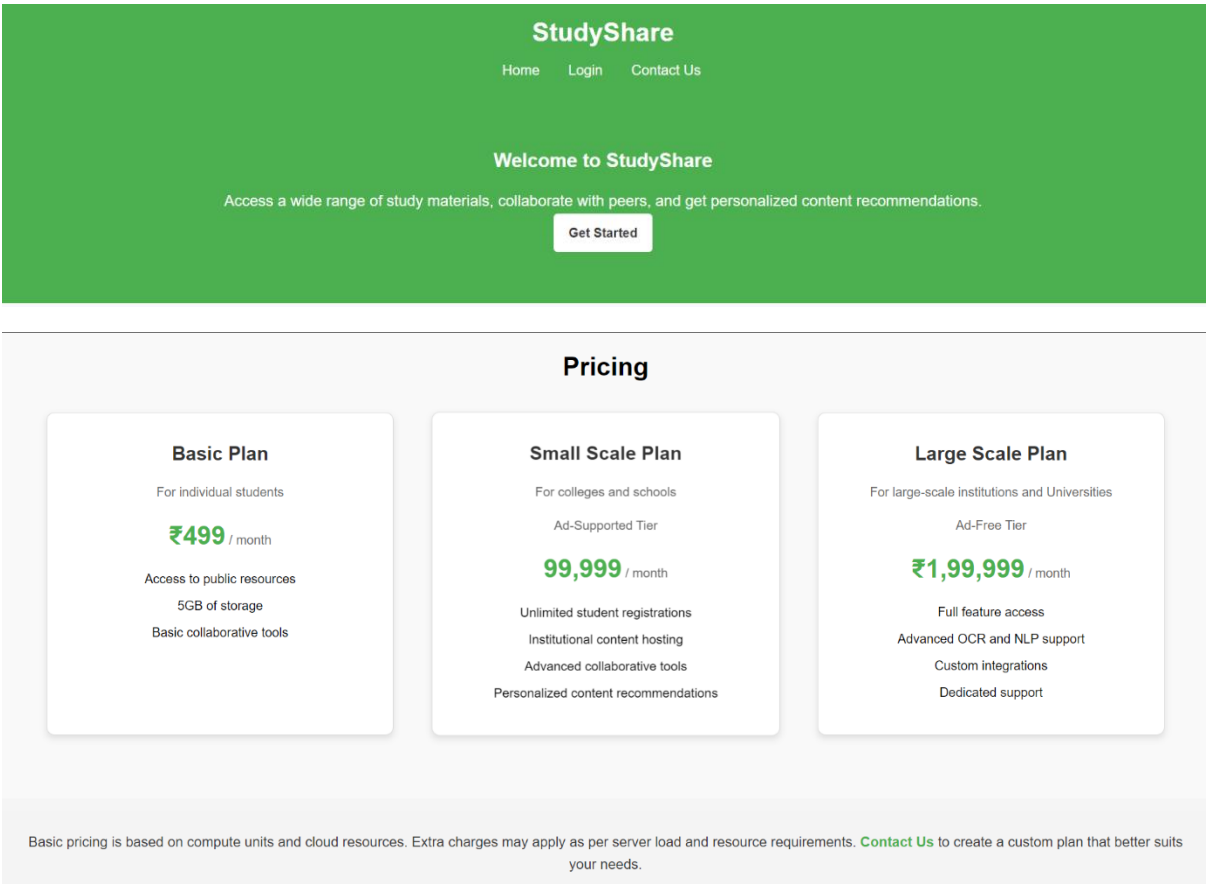 StudyShare
Home Login Contact Us
Welcome to StudyShare
Access a wide range of study materials, collaborate with peers, and get personalized content recommendations.
Get Started
Pricing
Basic Plan
For individual students
₹499 / month
Access to public resources
5GB of storage
Basic collaborative tools
Small Scale Plan
For colleges and schools
Ad-Supported Tier
99,999 / month
Unlimited student registrations
Institutional content hosting
Advanced collaborative tools
Personalized content recommendations
Large Scale Plan
For large-scale institutions and Universities
Ad-Free Tier
₹1,99,999 / month
Full feature access
Advanced OCR and NLP support
Custom integrations
Dedicated support
Basic pricing is based on compute units and cloud resources. Extra charges may apply as per server load and resource requirements. Contact Us to create a custom plan that better suits
your needs.